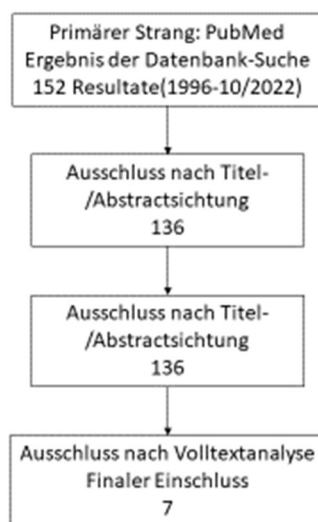 Primärer Strang: PubMed
Ergebnis der Datenbank-Suche
152 Resultate(1996-10/2022)
Ausschluss nach Titel-
/Abstractsichtung
136
Ausschluss nach Titel-
/Abstractsichtung
136
Ausschluss nach Volltextanalyse
Finaler Einschluss
7